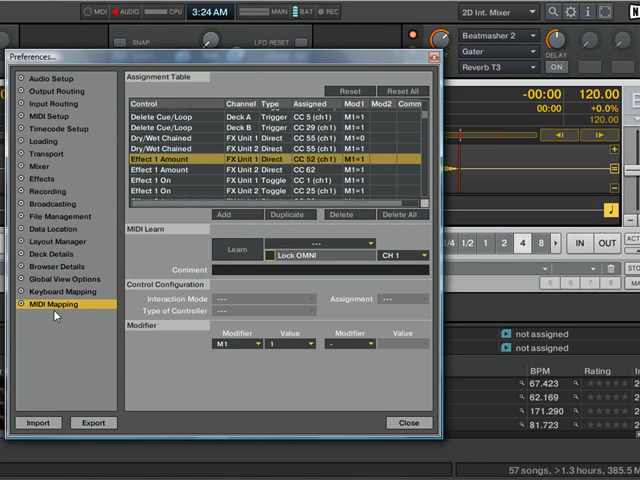 MIDI AUDIO CPU 3:24 AM MAIN BAT REC 2D Int. Mixer N
SNAP LFO RESET Beatmasher 2 DELAY
Gater
Reverb T3 ON
Preferences...
Audio Setup
Output Routing
Input Routing
MIDI Setup
Timecode Setup
Loading
Transport
Mixer
Effects
Recording
Broadcasting
File Management
Data Location
Layout Manager
Deck Details
Browser Details
Global View Options
Keyboard Mapping
MIDI Mapping
Import Export
Assignment Table
Reset Reset All
Control Channel Type Assigned Mod1 Mod2 Comm
Delete Cue/Loop Deck A Trigger CC 5 (ch1) M1=1
Delete Cue/Loop Deck B Trigger CC 29 (ch1) M1=1
Dry/Wet Chained FX Unit 1 Direct CC 55 (ch1) M1=0
Dry/Wet Chained FX Unit 2 Direct CC 55 (ch1) M1=1
Effect 1 Amount FX Unit 1 Direct CC 52 (ch1) M1=1
Effect 1 Amount FX Unit 2 Direct CC 62 M1=1
Effect 1 On FX Unit 1 Toggle CC 1 (ch1) M1=1
Effect 1 On FX Unit 2 Toggle CC 25 (ch1) M1=1
Add Duplicate Delete Delete All
MIDI Learn
Learn ---
Lock OMNI CH 1
Comment
Control Configuration
Interaction Mode --- Assignment ---
Type of Controller ---
Modifier
Modifier Value Modifier Value
M1 1 -
Close
-00:00 120.00
00:00 +0.0%
B
1/4 1/2 1 2 4 8 IN OUT ACT
STO
5 6 7 8 MA
not assigned
not assigned
BPM Rating
67.423
62.169
171.290
81.723
57 songs, >1.3 hours, 385.5 M